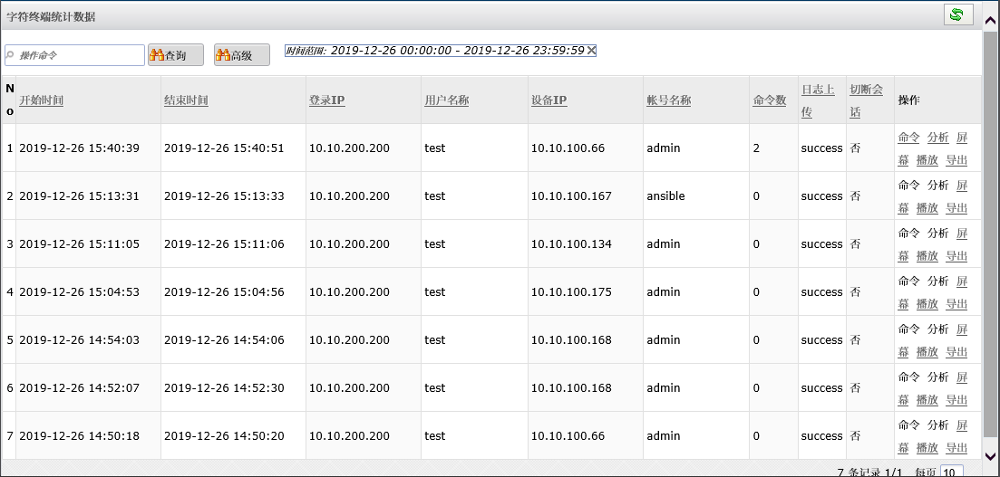 字符终端统计数据
操作命令 查询 高级 时间范围: 2019-12-26 00:00:00 - 2019-12-26 23:59:59
No 开始时间 结束时间 登录IP 用户名称 设备IP 帐号名称 命令数 日志上传 切断会话 操作
1 2019-12-26 15:40:39 2019-12-26 15:40:51 10.10.200.200 test 10.10.100.66 admin 2 success 否 命令 分析 屏幕 播放 导出
2 2019-12-26 15:13:31 2019-12-26 15:13:33 10.10.200.200 test 10.10.100.167 ansible 0 success 否 命令 分析 屏幕 播放 导出
3 2019-12-26 15:11:05 2019-12-26 15:11:06 10.10.200.200 test 10.10.100.134 admin 0 success 否 命令 分析 屏幕 播放 导出
4 2019-12-26 15:04:53 2019-12-26 15:04:56 10.10.200.200 test 10.10.100.175 admin 0 success 否 命令 分析 屏幕 播放 导出
5 2019-12-26 14:54:03 2019-12-26 14:54:06 10.10.200.200 test 10.10.100.168 admin 0 success 否 命令 分析 屏幕 播放 导出
6 2019-12-26 14:52:07 2019-12-26 14:52:30 10.10.200.200 test 10.10.100.168 admin 0 success 否 命令 分析 屏幕 播放 导出
7 2019-12-26 14:50:18 2019-12-26 14:50:20 10.10.200.200 test 10.10.100.66 admin 0 success 否 命令 分析 屏幕 播放 导出
7 条记录 1/1 每页 10